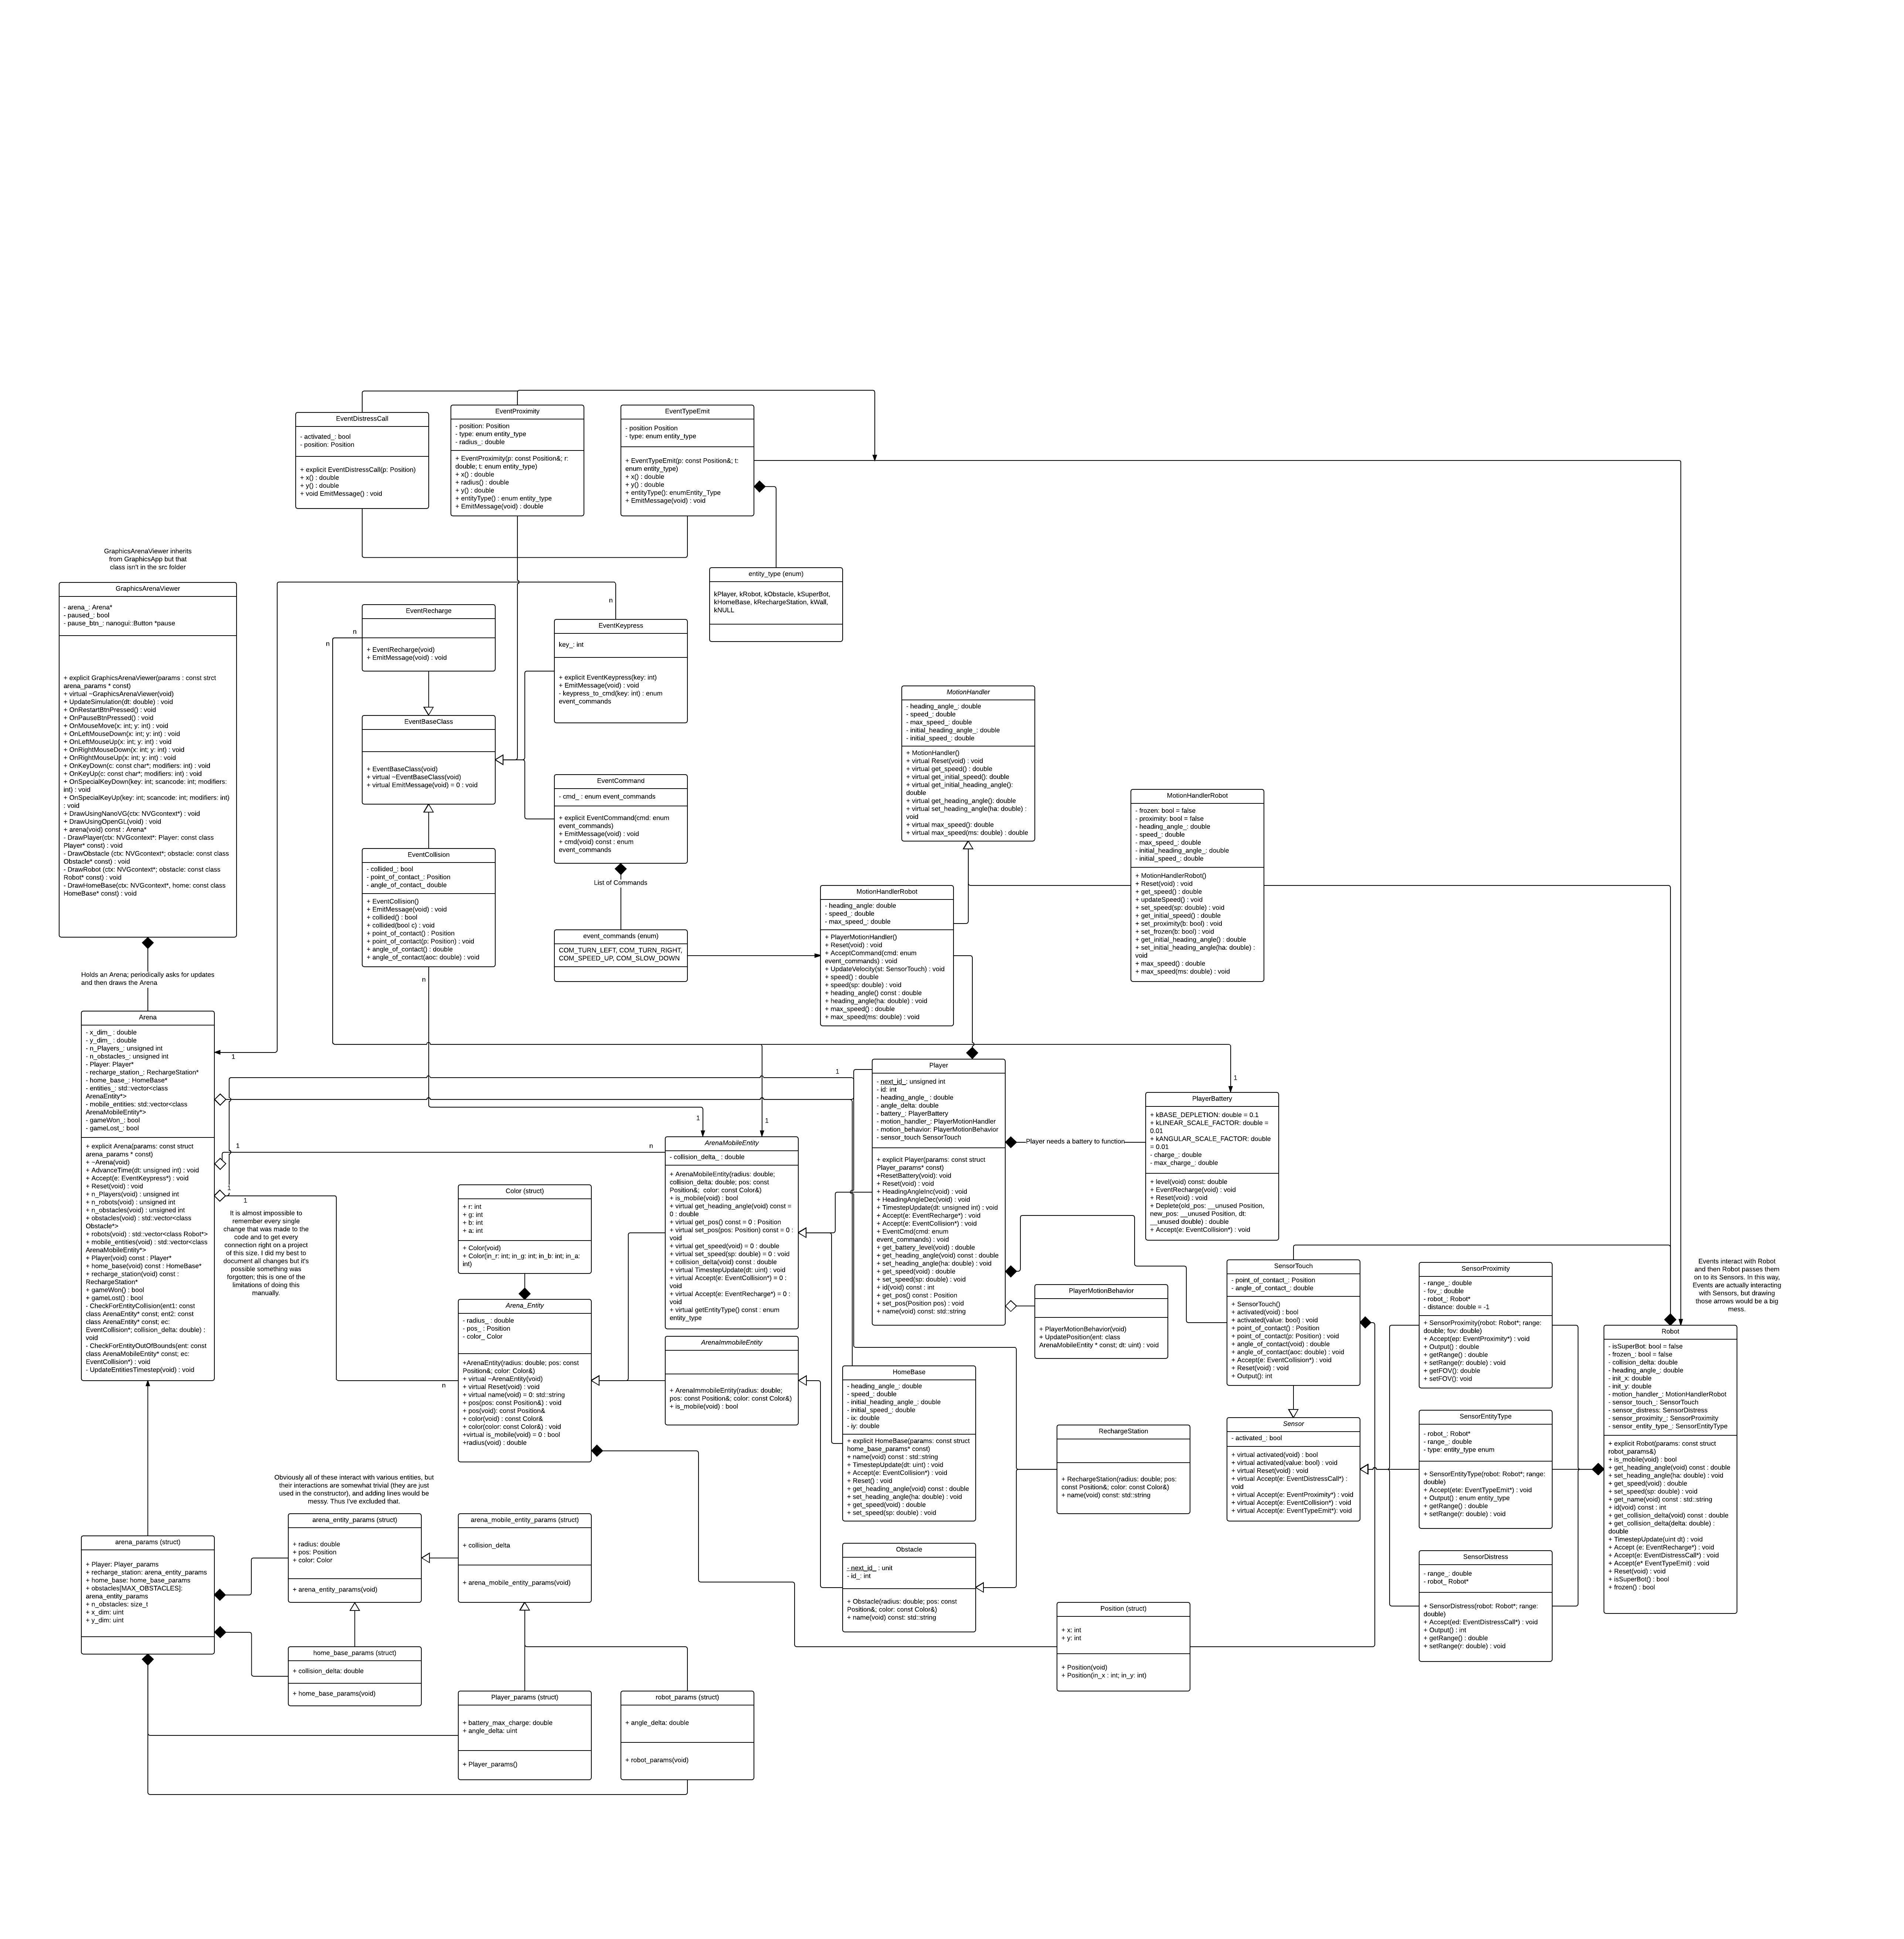 EventDistressCall
- activated_: bool
- position: Position
+ explicit EventDistressCall(p: Position)
+ x() : double
+ y() : double
+ void EmitMessage() : void
EventProximity
- position: Position
- type: enum entity_type
- radius_: double
+ EventProximity(p: const Position&; r:
double; t: enum entity_type)
+ x() : double
+ radius() : double
+ y() : double
+ entityType() : enum entity_type
+ EmitMessage(void) : double
EventTypeEmit
- position Position
- type: enum entity_type
+ EventTypeEmit(p: const Position&; t:
enum entity_type)
+ x() : double
+ y() : double
+ entityType() : enumEntity_Type
+ EmitMessage(void) : void
GraphicsArenaViewer inherits
from GraphicsApp but that
class isn't in the src folder
GraphicsArenaViewer
- arena_: Arena*
- paused_: bool
- pause_btn_: nanogui::Button *pause
+ explicit GraphicsArenaViewer(params : const strct
arena_params * const)
+ virtual ~GraphicsArenaViewer(void)
+ UpdateSimulation(dt: double) : void
+ OnRestartBtnPressed() : void
+ OnPauseBtnPressed() : void
+ OnMouseMove(x: int; y: int) : void
+ OnLeftMouseDown(x: int; y: int) : void
+ OnLeftMouseUp(x: int; y: int) : void
+ OnRightMouseDown(x: int; y: int) : void
+ OnRightMouseUp(x: int; y: int) : void
+ OnKeyDown(c: const char*; modifiers: int) : void
+ OnKeyUp(c: const char*; modifiers: int) : void
+ OnSpecialKeyDown(key: int; scancode: int; modifiers:
int) : void
+ OnSpecialKeyUp(key: int; scancode: int; modifiers: int)
: void
+ DrawUsingNanoVG(ctx: NVGcontext*) : void
+ DrawUsingOpenGL(void) : void
+ arena(void) const : Arena*
- DrawPlayer(ctx: NVGcontext*: Player: const class
Player* const) : void
- DrawObstacle (ctx: NVGcontext*; obstacle: const class
Obstacle* const) : void
- DrawRobot (ctx: NVGcontext*; obstacle: const class
Robot* const) : void
- DrawHomeBase(ctx: NVGcontext*, home: const class
HomeBase* const) : void
Holds an Arena; periodically asks for updates
and then draws the Arena
entity_type (enum)
kPlayer, kRobot, kObstacle, kSuperBot,
kHomeBase, kRechargeStation, kWall,
kNULL
EventRecharge
+ EventRecharge(void)
+ EmitMessage(void) : void
n
n
n
EventKeypress
key_: int
+ explicit EventKeypress(key: int)
+ EmitMessage(void) : void
- keypress_to_cmd(key: int) : enum
event_commands
EventBaseClass
+ EventBaseClass(void)
+ virtual ~EventBaseClass(void)
+ virtual EmitMessage(void) = 0 : void
EventCommand
- cmd_ : enum event_commands
+ explicit EventCommand(cmd: enum
event_commands)
+ EmitMessage(void) : void
+ cmd(void) const : enum
event_commands
List of Commands
event_commands (enum)
COM_TURN_LEFT, COM_TURN_RIGHT,
COM_SPEED_UP, COM_SLOW_DOWN
EventCollision
- collided_: bool
- point_of_contact_: Position
- angle_of_contact_ double
+ EventCollision()
+ EmitMessage(void) : void
+ collided() : bool
+ collided(bool c) : void
+ point_of_contact() : Position
+ point_of_contact(p: Position) : void
+ angle_of_contact() : double
+ angle_of_contact(aoc: double) : void
n
MotionHandler
- heading_angle_: double
- speed_: double
- max_speed_: double
- initial_heading_angle_: double
- initial_speed_: double
+ MotionHandler()
+ virtual Reset(void) : void
+ virtual get_speed() : double
+ virtual get_initial_speed(): double
+ virtual get_initial_heading_angle():
double
+ virtual get_heading_angle(): double
+ virtual set_heading_angle(ha: double) :
void
+ virtual max_speed(): double
+ virtual max_speed(ms: double) : double
MotionHandlerRobot
- frozen: bool = false
- proximity: bool = false
- heading_angle_: double
- speed_: double
- max_speed_: double
- initial_heading_angle_: double
- initial_speed_: double
+ MotionHandlerRobot()
+ Reset(void) : void
+ get_speed() : double
+ updateSpeed() : void
+ set_speed(sp: double) : void
+ get_initial_speed() : double
+ set_proximity(b: bool) : void
+ set_frozen(b: bool) : void
+ get_initial_heading_angle() : double
+ set_initial_heading_angle(ha: double) :
void
+ max_speed() : double
+ max_speed(ms: double) : void
MotionHandlerRobot
- heading_angle: double
- speed_: double
- max_speed_: double
+ PlayerMotionHandler()
+ Reset(void) : void
+ AcceptCommand(cmd: enum
event_commands) : void
+ UpdateVelocity(st: SensorTouch) : void
+ speed() : double
+ speed(sp: double) : void
+ heading_angle() const : double
+ heading_angle(ha: double) : void
+ max_speed() : double
+ max_speed(ms: double) : void
Arena
- x_dim_ : double
- y_dim_ : double
- n_Players_: unsigned int
- n_obstacles_: unsigned int
- Player: Player*
- recharge_station_: RechargeStation*
- home_base_: HomeBase*
- entities_: std::vector<class
ArenaEntity*>
- mobile_entities: std::vector<class
ArenaMobileEntity*>
- gameWon_: bool
- gameLost_: bool
+ explicit Arena(params: const struct
arena_params * const)
+ ~Arena(void)
+ AdvanceTime(dt: unsigned int) : void
+ Accept(e: EventKeypress*) : void
+ Reset(void) : void
+ n_Players(void) : unsigned int
+ n_robots(void) : unsigned int
+ n_obstacles(void) : unsigned int
+ obstacles(void) : std::vector<class
Obstacle*>
+ robots(void) : std::vector<class Robot*>
+ mobile_entities(void) : std::vector<class
ArenaMobileEntity*>
+ Player(void) const : Player*
+ home_base(void) const : HomeBase*
+ recharge_station(void) const :
RechargeStation*
+ gameWon() : bool
+ gameLost() : bool
- CheckForEntityCollision(ent1: const
class ArenaEntity* const; ent2: const
class ArenaEntity* const; ec:
EventCollision*; collision_delta: double) :
void
- CheckForEntityOutOfBounds(ent: const
class ArenaMobileEntity* const; ec:
EventCollision*) : void
- UpdateEntitiesTimestep(void) : void
1
1
1
1
1
n
n
It is almost impossible to
remember every single
change that was made to the
code and to get every
connection right on a project
of this size. I did my best to
document all changes but it's
possible something was
forgotten; this is one of the
limitations of doing this
manually.
Color (struct)
+ r: int
+ g: int
+ b: int
+ a: int
+ Color(void)
+ Color(in_r: int; in_g: int; in_b: int; in_a:
int)
Arena_Entity
- radius_ : double
- pos_ : Position
- color_ Color
+ArenaEntity(radius: double; pos: const
Position&; color: Color&)
+ virtual ~ArenaEntity(void)
+ virtual Reset(void) : void
+ virtual name(void) = 0: std::string
+ pos(pos: const Position&) : void
+ pos(void): const Position&
+ color(void) : const Color&
+ color(color: const Color&) : void
+virtual is_mobile(void) = 0 : bool
+radius(void) : double
1
1
ArenaMobileEntity
- collision_delta_ : double
+ ArenaMobileEntity(radius: double;
collision_delta: double; pos: const
Position&;  color: const Color&)
+ is_mobile(void) : bool
+ virtual get_heading(void) const =
0 : double
+ virtual get_pos() const = 0 : Position
+ virtual set_pos(pos: Position) const = 0 :
void
+ virtual get_speed(void) = 0 : double
+ virtual set_speed(sp: double) = 0 : void
+ collision_delta(void) const : double
+ virtual TimestepUpdate(dt: uint) : void
+ virtual Accept(e: EventCollision*) = 0 :
void
+ virtual Accept(e: EventRecharge*) = 0 :
void
+ virtual getEntityType() const : enum
entity_type
ArenaImmobileEntity
+ ArenaImmobileEntity(radius: double;
pos: const Position&; color: const Color&)
+ is_mobile(void) : bool
Player
- next_id_: unsigned int
- id: int
- heading_angle_ : double
- angle_delta: double
- battery_: PlayerBattery
- motion_handler_: PlayerMotionHandler
- motion_behavior: PlayerMotionBehavior
- sensor_touch SensorTouch
+ explicit Player(params: const struct
Player_params* const)
+ResetBattery(void): void
+ Reset(void) : void
+ HeadingAngleInc(void) : void
+ HeadingAngleDec(void) : void
+ TimestepUpdate(dt: unsigned int) : void
+ Accept(e: EventRecharge*) : void
+ Accept(e: EventCollision*) : void
+ EventCmd(cmd: enum
event_commands) : void
+ get_battery_level(void) : double
+ get_heading_angle(void) const : double
+ set_heading_angle(ha: double) : void
+ get_speed(void) : double
+ set_speed(sp: double) : void
+ id(void) const : int
+ get_pos() const : Position
+ set_pos(Position pos) : void
+ name(void) const: std::string
Player needs a battery to function
1
PlayerBattery
+ kBASE_DEPLETION: double = 0.1
+ kLINEAR_SCALE_FACTOR: double =
0.01
+ kANGULAR_SCALE_FACTOR: double
= 0.01
- charge_: double
- max_charge_: double
+ level(void) const: double
+ EventRecharge(void) : void
+ Reset(void) : void
+ Deplete(old_pos: __unused Position,
new_pos: __unused Position, dt:
__unused double) : double
+ Accept(e: EventCollision*) : void
PlayerMotionBehavior
+ PlayerMotionBehavior(void)
+ UpdatePosition(ent: class
ArenaMobileEntity * const; dt: uint) : void
SensorTouch
- point_of_contact_: Position
- angle_of_contact_: double
+ SensorTouch()
+ activated(void) : bool
+ activated(value: bool) : void
+ point_of_contact() : Position
+ point_of_contact(p: Position) : void
+ angle_of_contact(void) : double
+ angle_of_contact(aoc: double) : void
+ Accept(e: EventCollision*) : void
+ Reset(void) : void
+ Output(): int
Sensor
- activated_: bool
+ virtual activated(void) : bool
+ virtual activated(value: bool) : void
+ virtual Reset(void) : void
+ virtual Accept(e: EventDistressCall*) :
void
+ virtual Accept(e: EventProximity*) : void
+ virtual Accept(e: EventCollision*) : void
+ virtual Accept(e: EventTypeEmit*): void
SensorProximity
- range_: double
- fov_: double
- robot_: Robot*
- distance: double = -1
+ SensorProximity(robot: Robot*; range:
double; fov: double)
+ Accept(ep: EventProximity*) : void
+ Output() : double
+ getRange() : double
+ setRange(r: double) : void
+ getFOV(): double
+ setFOV(): void
SensorEntityType
- robot_: Robot*
- range_: double
- type: entity_type enum
+ SensorEntityType(robot: Robot*; range:
double)
+ Accept(ete: EventTypeEmit*) : void
+ Output() : enum entity_type
+ getRange() : double
+ setRange(r: double) : void
SensorDistress
- range_: double
- robot_ Robot*
+ SensorDistress(robot: Robot*; range:
double)
+ Accept(ed: EventDistressCall*) : void
+ Output() : int
+ getRange() : double
+ setRange(r: double) : void
Events interact with Robot
and then Robot passes them
on to its Sensors. In this way,
Events are actually interacting
with Sensors, but drawing
those arrows would be a big
mess.
Robot
- isSuperBot: bool = false
- frozen_: bool = false
- collision_delta: double
- heading_angle_: double
- init_x: double
- init_y: double
- motion_handler_: MotionHandlerRobot
- sensor_touch_: SensorTouch
- sensor_distress: SensorDistress
- sensor_proximity_: SensorProximity
- sensor_entity_type_: SensorEntityType
+ explicit Robot(params: const struct
robot_params&)
+ is_mobile(void) : bool
+ get_heading_angle(void) const : double
+ set_heading_angle(ha: double) : void
+ get_speed(void) : double
+ set_speed(sp: double) : void
+ get_name(void) const : std::string
+ id(void) const : int
+ get_collision_delta(void) const : double
+ get_collision_delta(delta: double) :
double
+ TimestepUpdate(uint dt) : void
+ Accept (e: EventRecharge*) : void
+ Accept(e: EventDistressCall*) : void
+ Accept(e* EventTypeEmit) : void
+ Reset(void) : void
+ isSuperBot() : bool
+ frozen() : bool
HomeBase
- heading_angle_: double
- speed_: double
- initial_heading_angle_: double
- initial_speed_: double
- ix: double
- iy: double
+ explicit HomeBase(params: const struct
home_base_params* const)
+ name(void) const : std::string
+ TimestepUpdate(dt: uint) : void
+ Accept(e: EventCollision*) : void
+ Reset() : void
+ get_heading_angle(void) const : double
+ set_heading_angle(ha: double) : void
+ get_speed(void) : double
+ set_speed(sp: double) : void
RechargeStation
+ RechargeStation(radius: double; pos:
const Position&; color: const Color&)
+ name(void) const: std::string
Obstacle
- next_id_ : unit
- id_: int
+ Obstacle(radius: double; pos: const
Position&; color: const Color&)
+ name(void) const: std::string
Position (struct)
+ x: int
+ y: int
+ Position(void)
+ Position(in_x : int; in_y: int)
Obviously all of these interact with various entities, but
their interactions are somewhat trivial (they are just
used in the constructor), and adding lines would be
messy. Thus I've excluded that.
arena_params (struct)
+ Player: Player_params
+ recharge_station: arena_entity_params
+ home_base: home_base_params
+ obstacles[MAX_OBSTACLES]:
arena_entity_params
+ n_obstacles: size_t
+ x_dim: uint
+ y_dim: uint
arena_entity_params (struct)
+ radius: double
+ pos: Position
+ color: Color
+ arena_entity_params(void)
arena_mobile_entity_params (struct)
+ collision_delta
+ arena_mobile_entity_params(void)
home_base_params (struct)
+ collision_delta: double
+ home_base_params(void)
Player_params (struct)
+ battery_max_charge: double
+ angle_delta: uint
+ Player_params()
robot_params (struct)
+ angle_delta: double
+ robot_params(void)